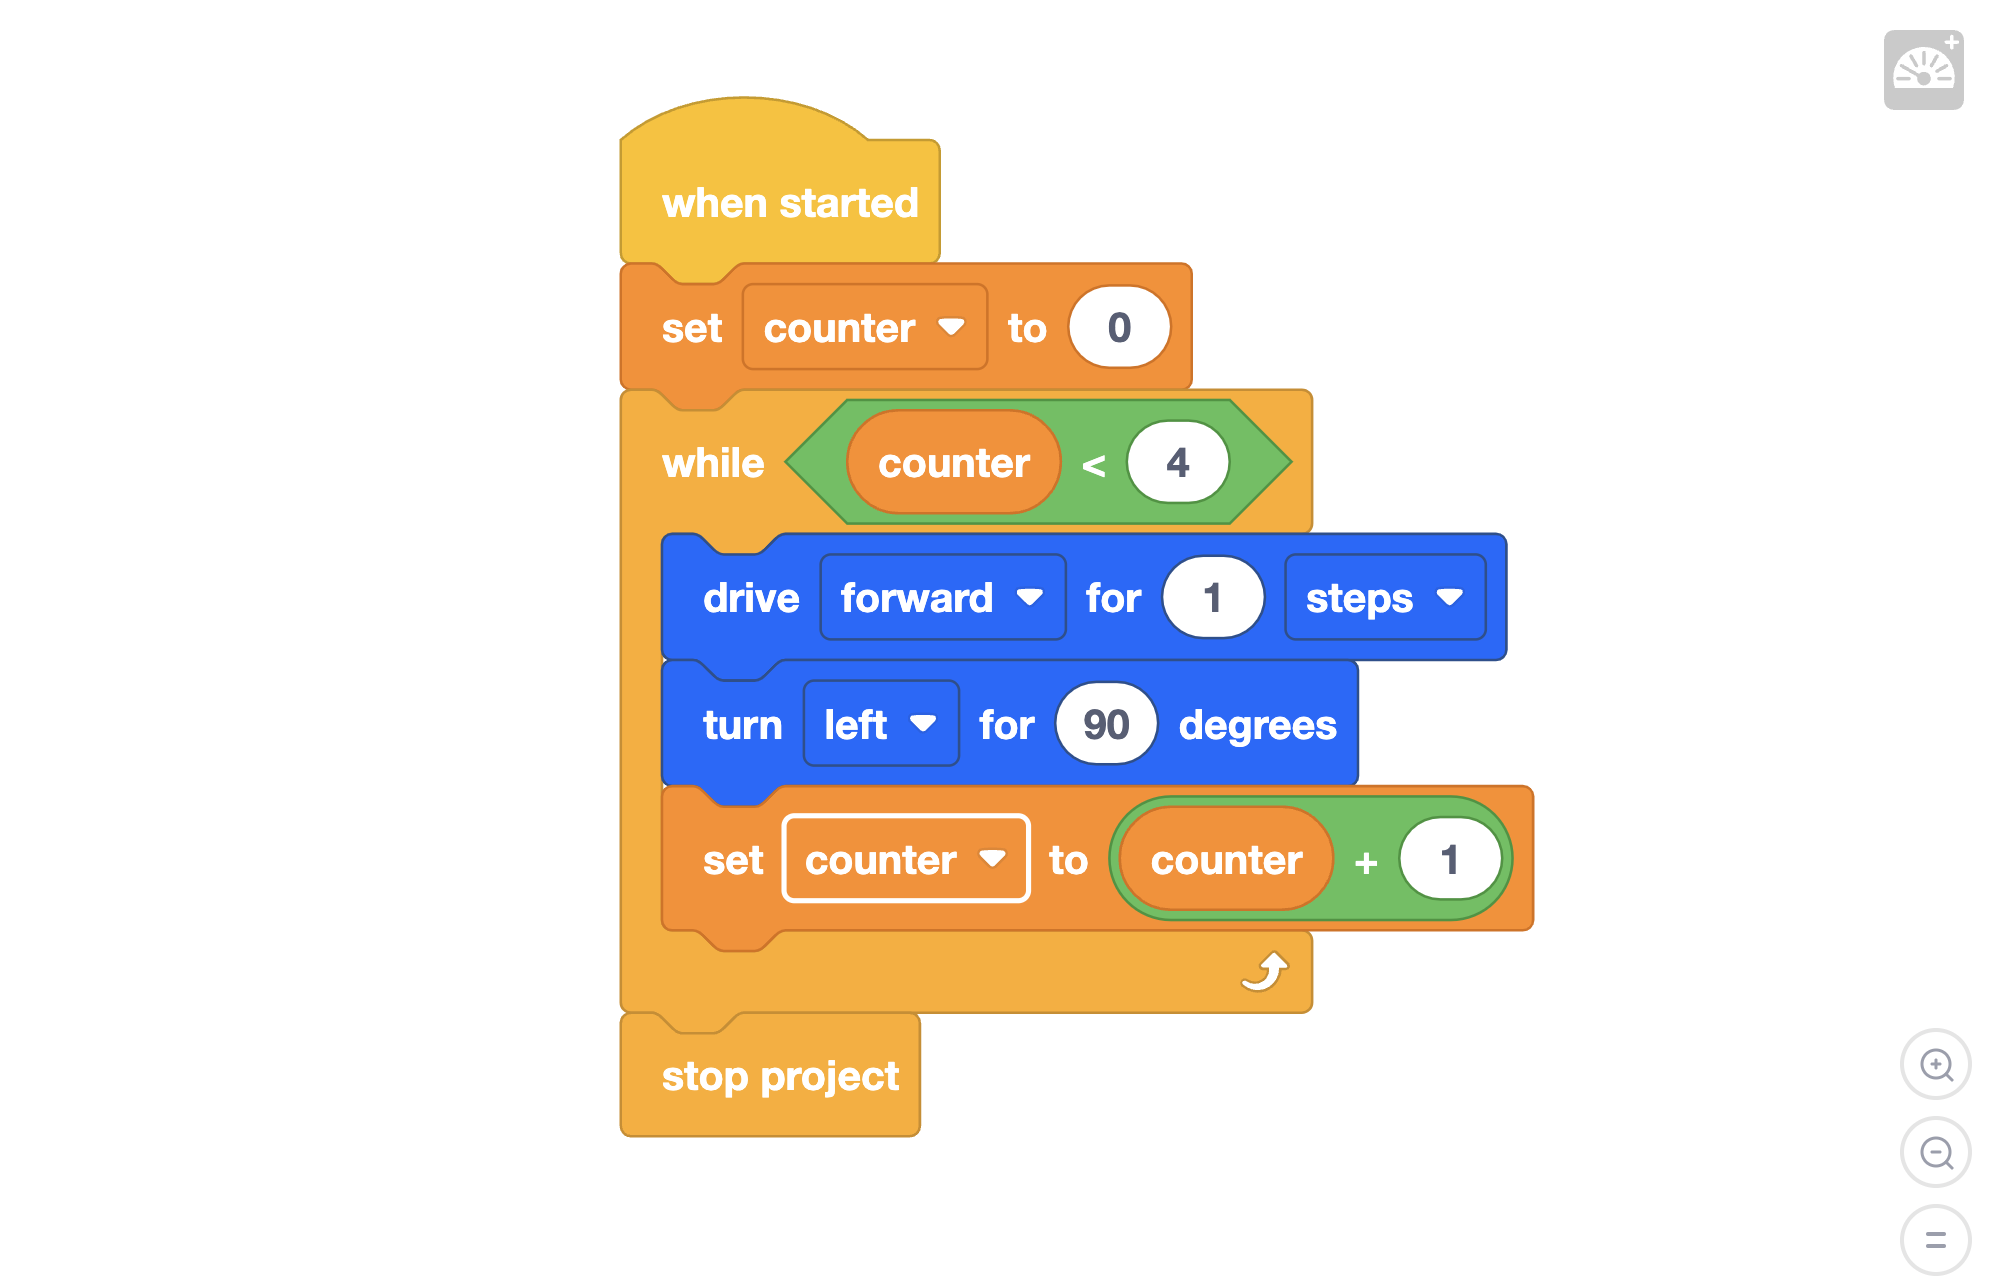 when started
set counter to 0
while counter < 4
drive forward for 1 steps
turn left for 90 degrees
set counter to counter + 1
stop project